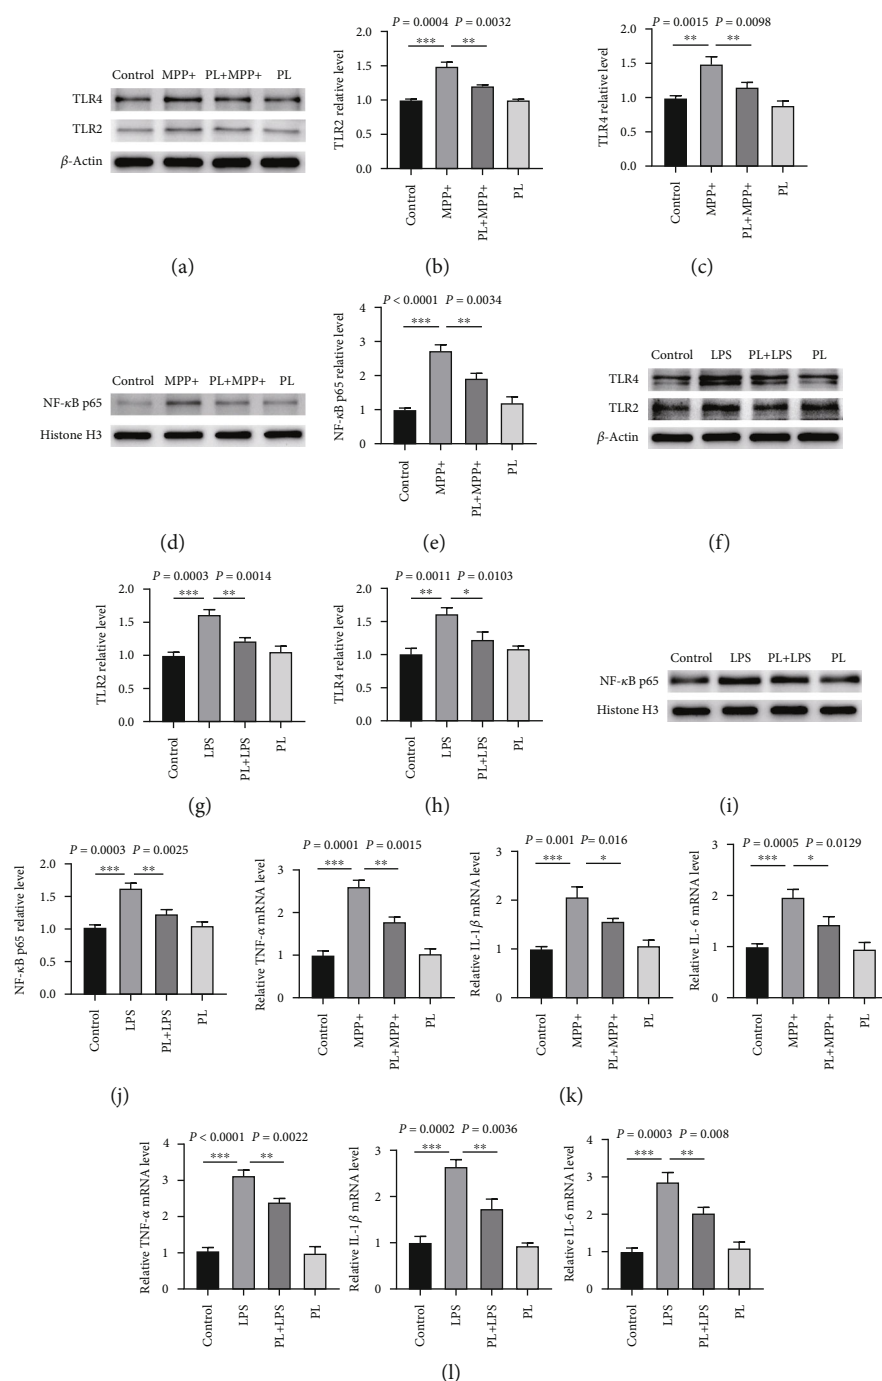 Control MPP+ PL+MPP+ PL
TLR4
TLR2
β-Actin
(a)
P = 0.0004 P = 0.0032
*** **
TLR2 relative level
2.0
1.5
1.0
0.5
0.0
Control
MPP+
PL+MPP+
PL
(b)
P = 0.0015 P = 0.0098
** **
TLR4 relative level
2.0
1.5
1.0
0.5
0.0
Control
MPP+
PL+MPP+
PL
(c)
Control MPP+ PL+MPP+ PL
NF-κB p65
Histone H3
(d)
P < 0.0001 P = 0.0034
*** **
NF-κB p65 relative level
4
3
2
1
0
Control
MPP+
PL+MPP+
PL
(e)
Control LPS PL+LPS PL
TLR4
TLR2
β-Actin
(f)
P = 0.0003 P = 0.0014
*** **
TLR2 relative level
2.0
1.5
1.0
0.5
0.0
Control
LPS
PL+LPS
PL
(g)
P = 0.0011 P = 0.0103
** *
TLR4 relative level
2.0
1.5
1.0
0.5
0.0
Control
LPS
PL+LPS
PL
(h)
Control LPS PL+LPS PL
NF-κB p65
Histone H3
(i)
P = 0.0003 P = 0.0025
*** **
NF-κB p65 relative level
2.0
1.5
1.0
0.5
0.0
Control
LPS
PL+LPS
PL
(j)
P = 0.0001 P = 0.0015
*** **
Relative TNF-α mRNA level
3
2
1
0
Control
MPP+
PL+MPP+
PL
P = 0.001 P= 0.016
*** *
Relative IL-1β mRNA level
3
2
1
0
Control
MPP+
PL+MPP+
PL
P = 0.0005 P = 0.0129
*** *
Relative IL- 6 mRNA level
3
2
1
0
Control
MPP+
PL+MPP+
PL
(k)
P < 0.0001 P = 0.0022
*** **
Relative TNF-α mRNA level
4
3
2
1
0
Control
LPS
PL+LPS
PL
P = 0.0002 P = 0.0036
*** **
Relative IL-1β mRNA level
3
2
1
0
Control
LPS
PL+LPS
PL
P = 0.0003 P = 0.008
*** **
Relative IL-6 mRNA level
4
3
2
1
0
Control
LPS
PL+LPS
PL
(l)